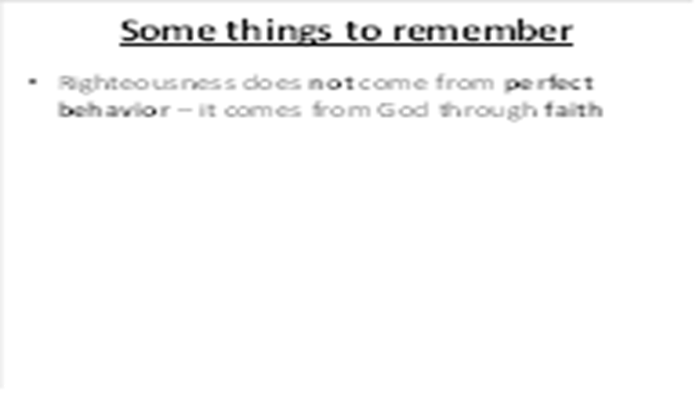 Some things to remember
• Righteousness does not come from perfect
behavior – it comes from God through faith